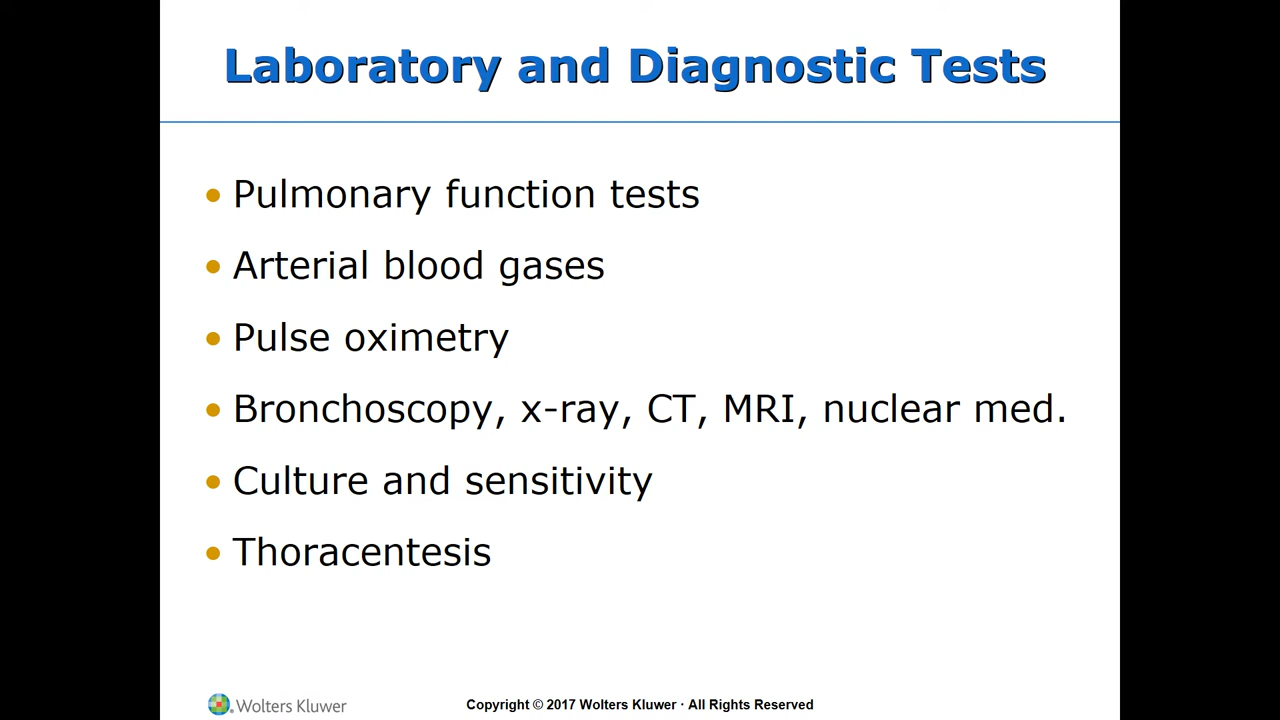 Laboratory and Diagnostic Tests
• Pulmonary function tests
• Arterial blood gases
• Pulse oximetry
• Bronchoscopy, x-ray, CT, MRI, nuclear med.
• Culture and sensitivity
• Thoracentesis
Wolters Kluwer
Copyright © 2017 Wolters Kluwer · All Rights Reserved